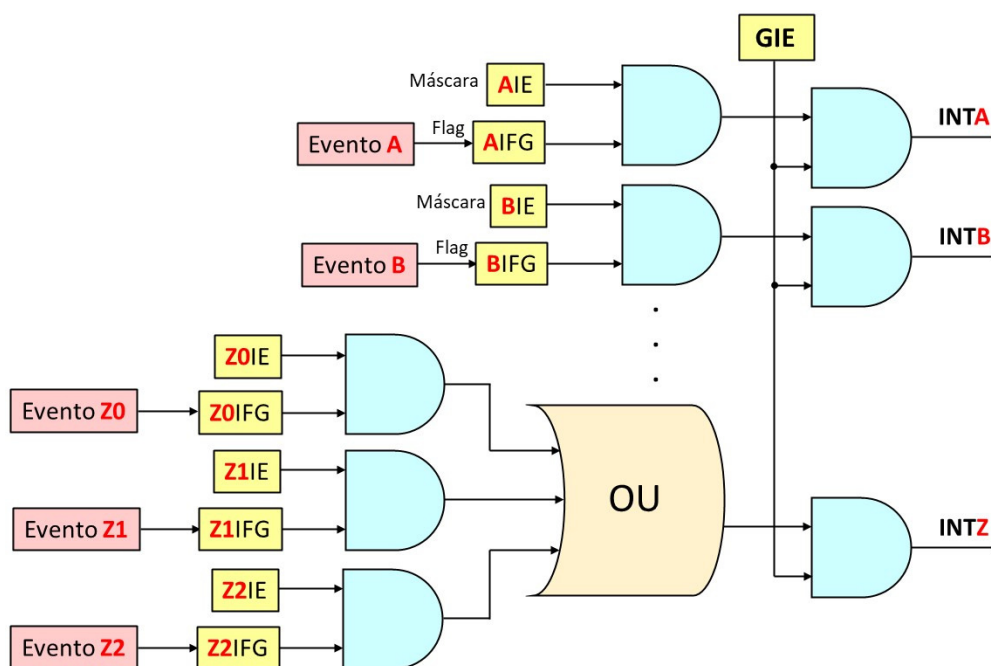 GIE
Máscara
AIE
INTA
Flag
Evento A
AIFG
Máscara
BIE
INTB
Flag
Evento B
BIFG
.
.
.
Z0IE
Evento Z0
Z0IFG
Z1IE
OU
INTZ
Evento Z1
Z1IFG
Z2IE
Evento Z2
Z2IFG